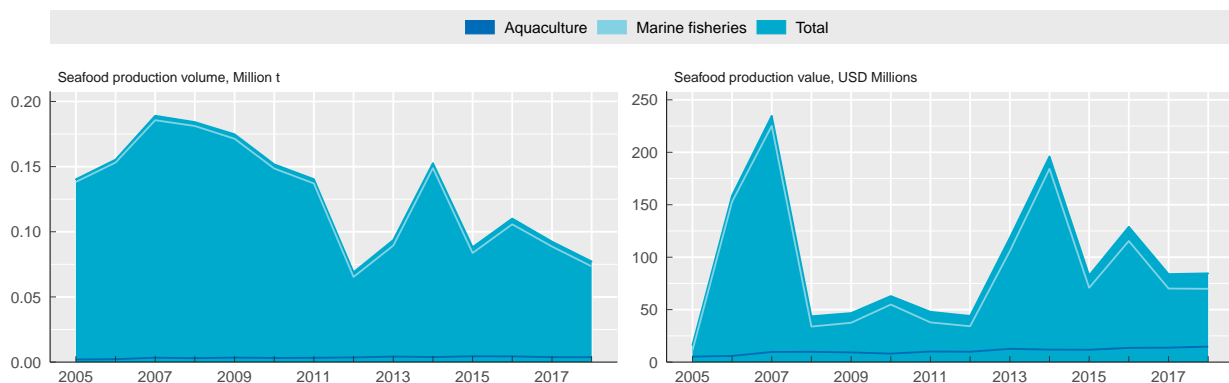 Aquaculture Marine fisheries Total
Seafood production volume, Million t
0.20
0.15
0.10
0.05
0.00
2005 2007 2009 2011 2013 2015 2017
Seafood production value, USD Millions
250
200
150
100
50
0
2005 2007 2009 2011 2013 2015 2017